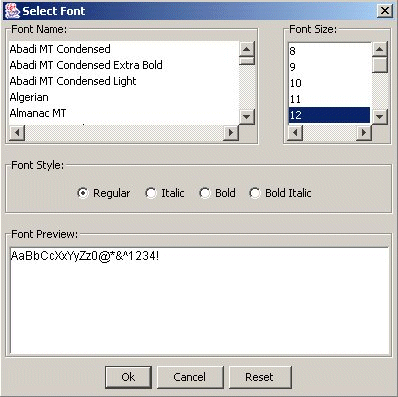 Select Font
Font Name:
Abadi MT Condensed
Abadi MT Condensed Extra Bold
Abadi MT Condensed Light
Algerian
Almanac MT
Font Size:
8
9
10
11
12
Font Style:
Regular
Italic
Bold
Bold Italic
Font Preview:
AaBbCcXxYyZz0@*&^1234!
Ok
Cancel
Reset